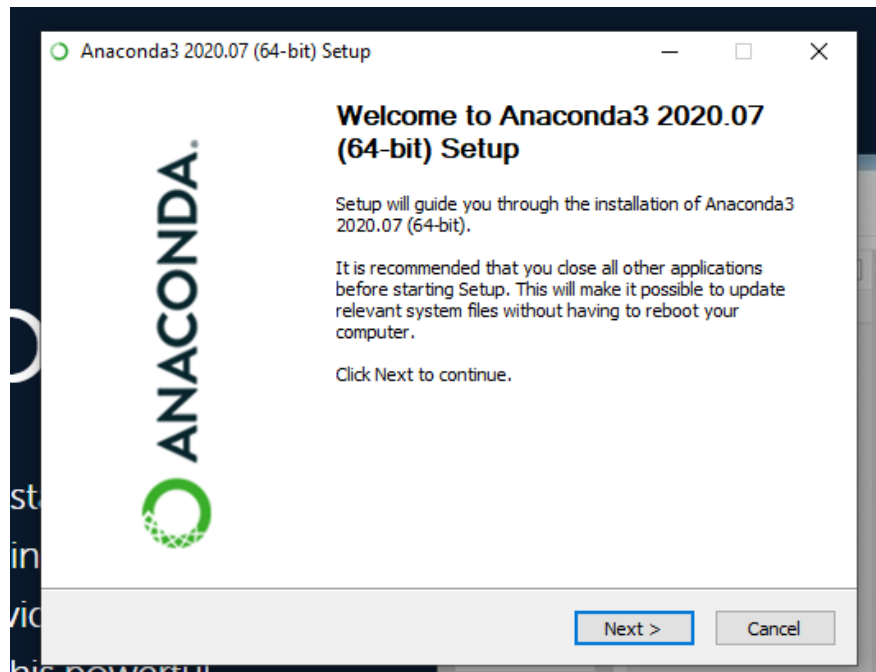 Anaconda3 2020.07 (64-bit) Setup
Welcome to Anaconda3 2020.07
(64-bit) Setup
Setup will guide you through the installation of Anaconda3
2020.07 (64-bit).
It is recommended that you close all other applications
before starting Setup. This will make it possible to update
relevant system files without having to reboot your
computer.
Click Next to continue.
ANACONDA.
Next >
Cancel